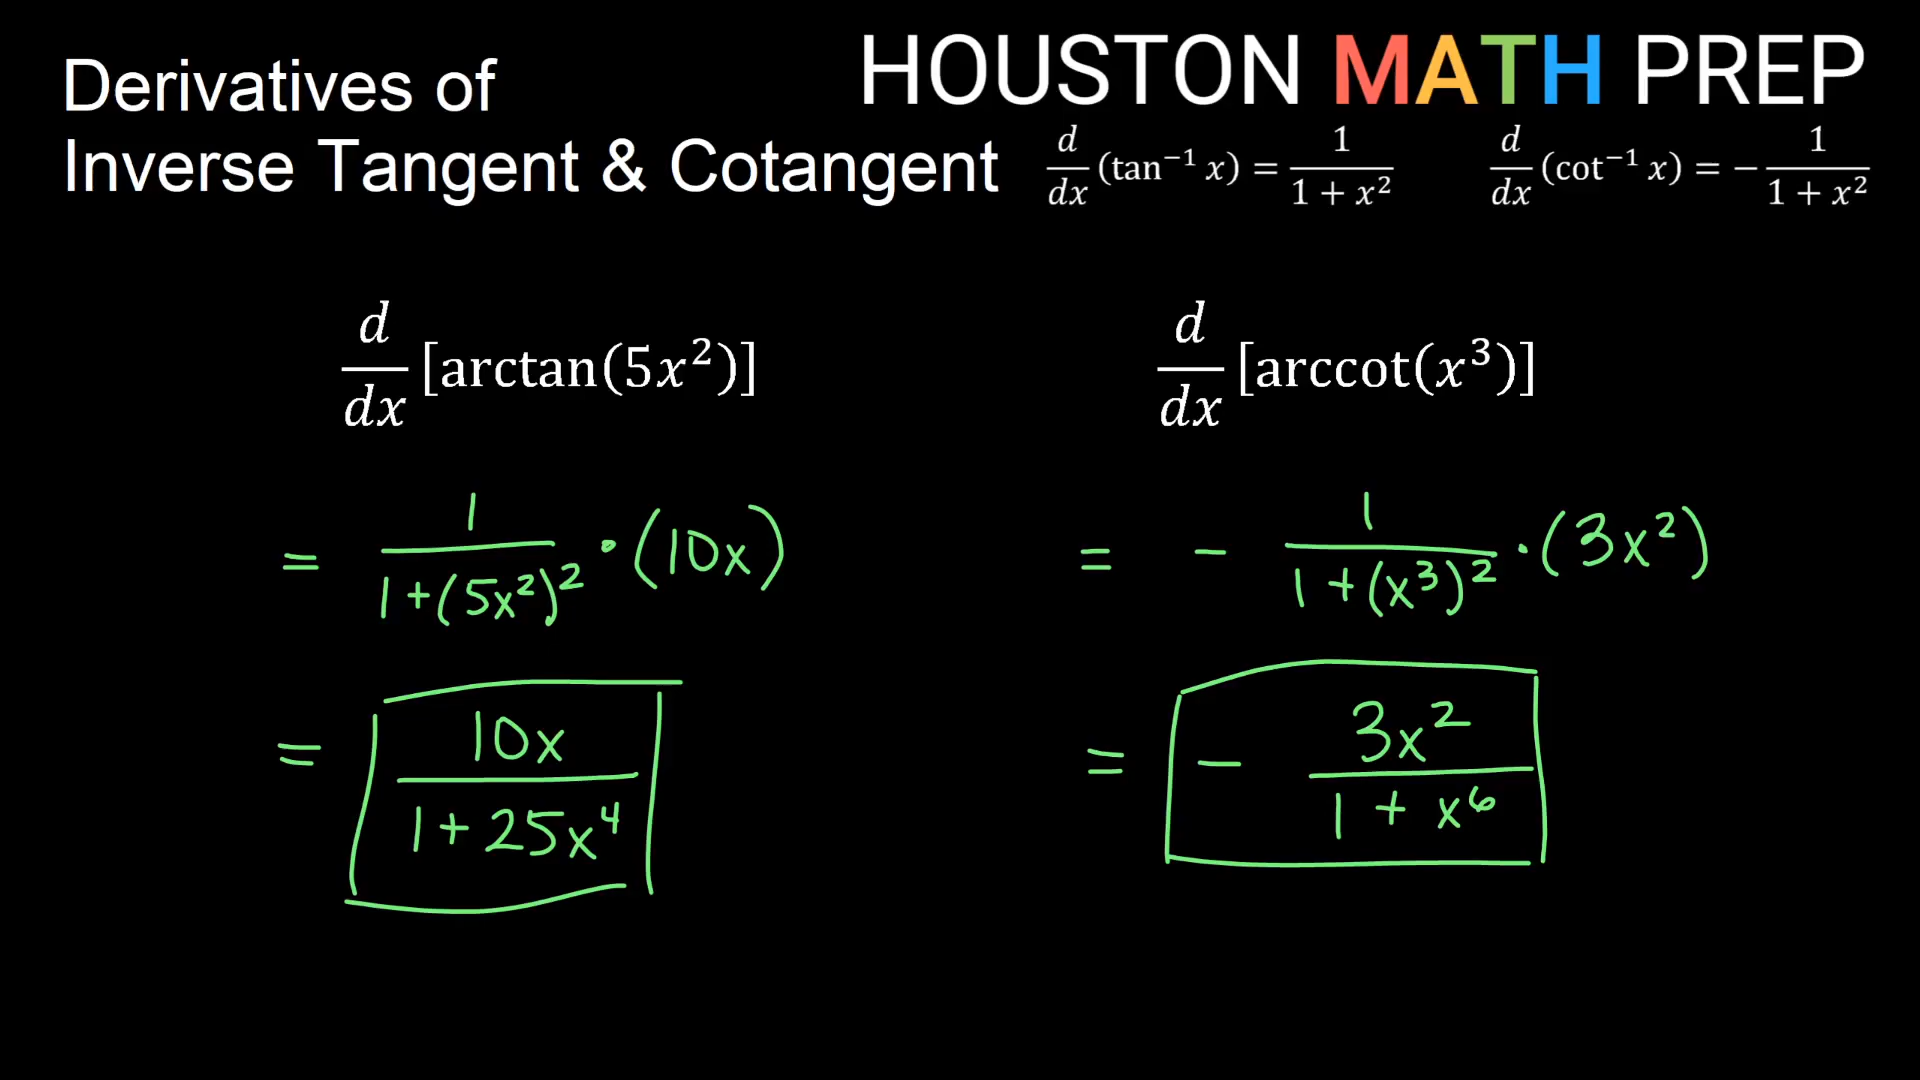 Derivatives of
Inverse Tangent & Cotangent
HOUSTON MATH PREP
d/dx (tan⁻¹ x) = 1/(1 + x²)
d/dx (cot⁻¹ x) = − 1/(1 + x²)
d/dx [arctan(5x²)]
= 1/(1+(5x²)²) · (10x)
= 10x/(1+25x⁴)
d/dx [arccot(x³)]
= − 1/(1+(x³)²) · (3x²)
= − 3x²/(1 + x⁶)